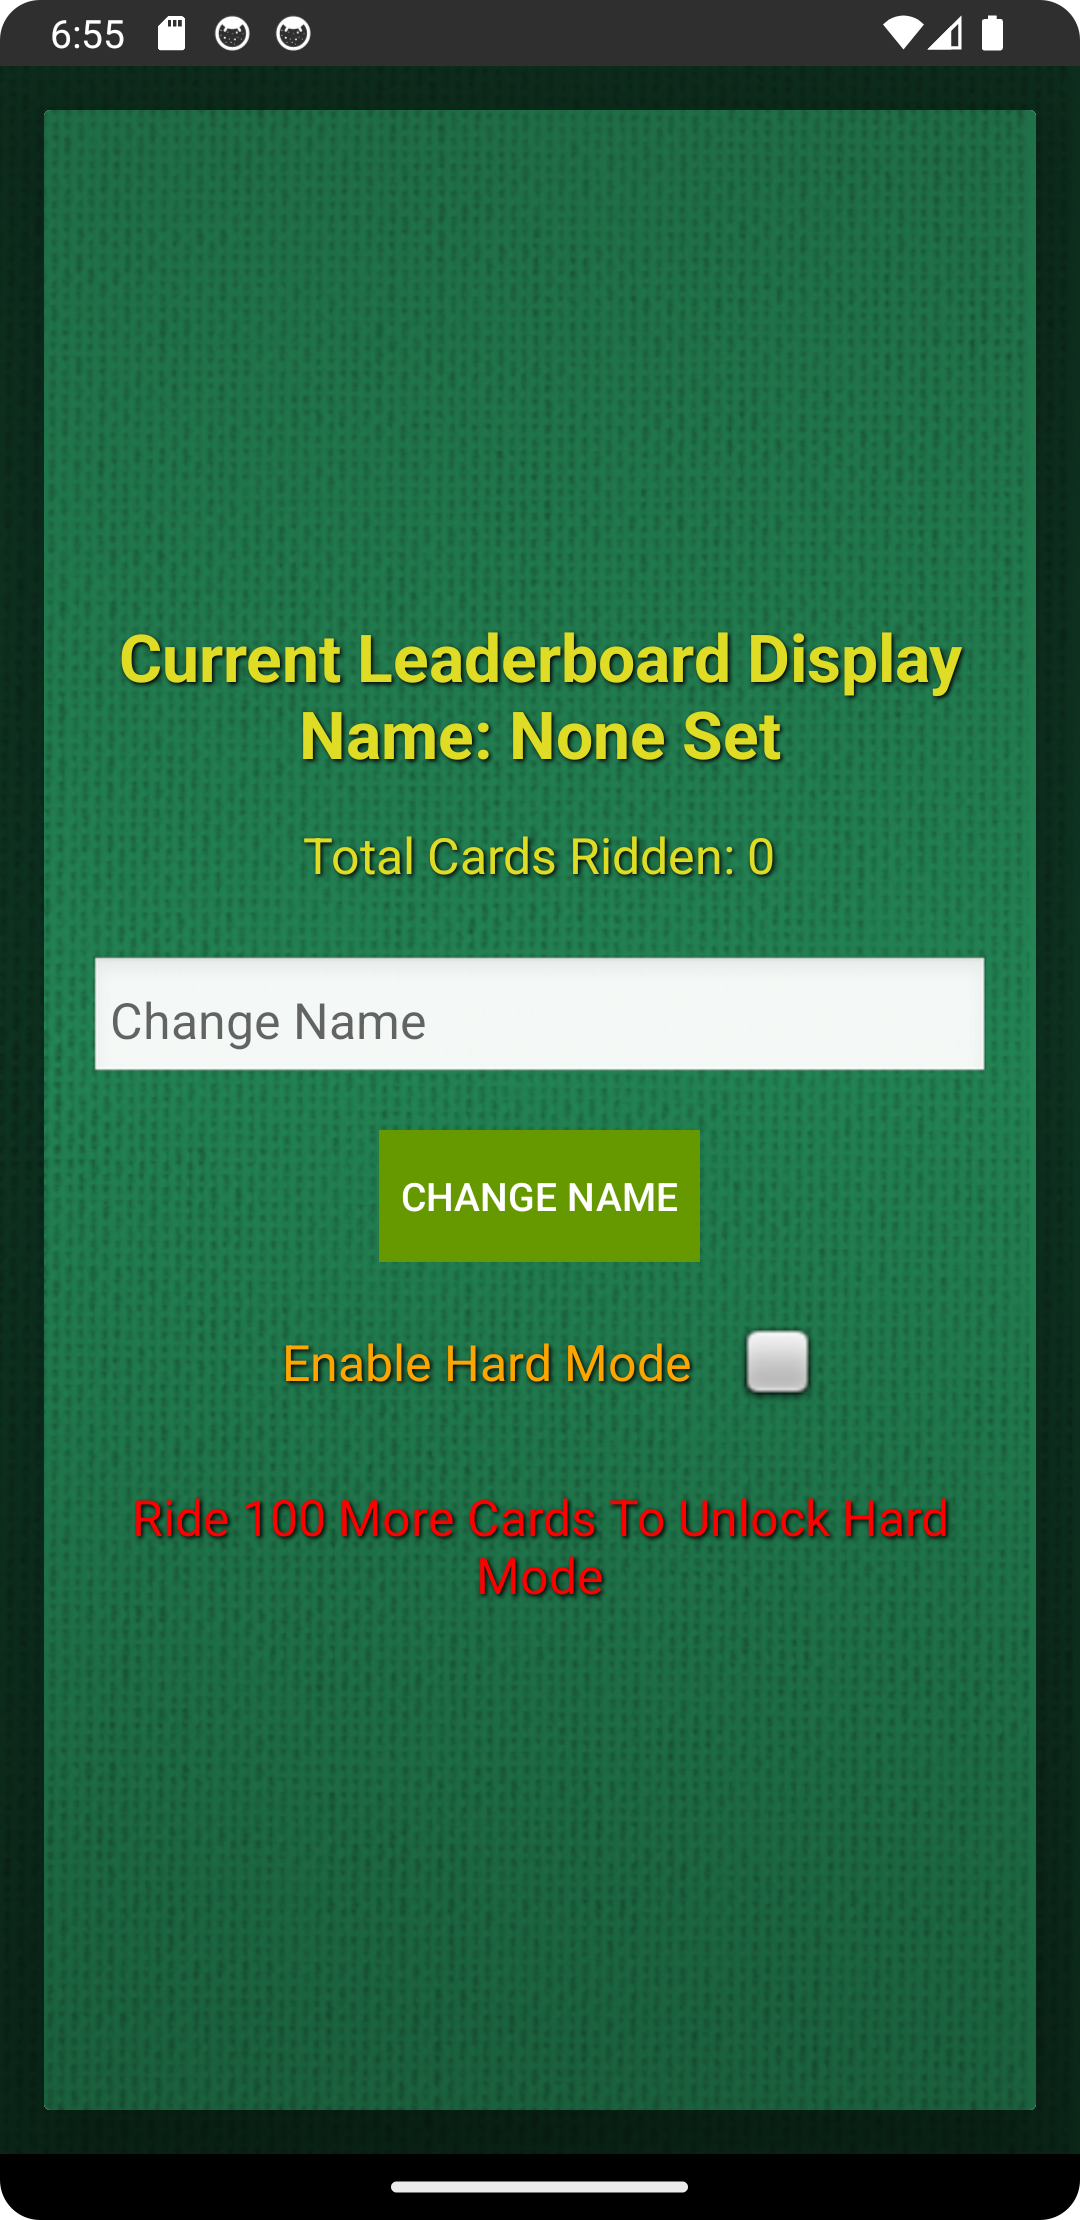 6:55
Current Leaderboard Display
Name: None Set
Total Cards Ridden: 0
Change Name
CHANGE NAME
Enable Hard Mode
Ride 100 More Cards To Unlock Hard
Mode